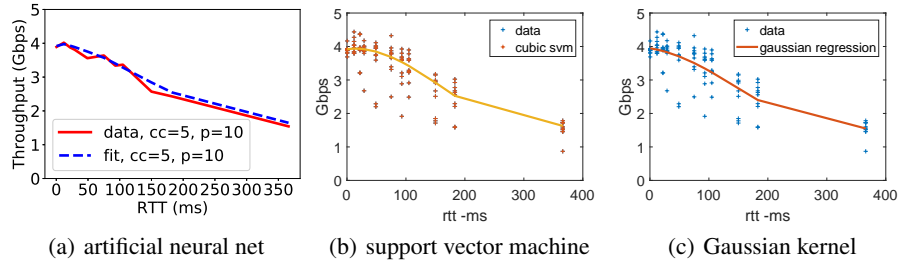 Throughput (Gbps)
5
4
3
2
1
0
data, cc=5, p=10
fit, cc=5, p=10
0 50 100 150 200 250 300 350
RTT (ms)
(a) artificial neural net
Gbps
5
4
3
2
1
0
data
cubic svm
0 100 200 300 400
rtt -ms
(b) support vector machine
Gbps
5
4
3
2
1
0
data
gaussian regression
0 100 200 300 400
rtt -ms
(c) Gaussian kernel